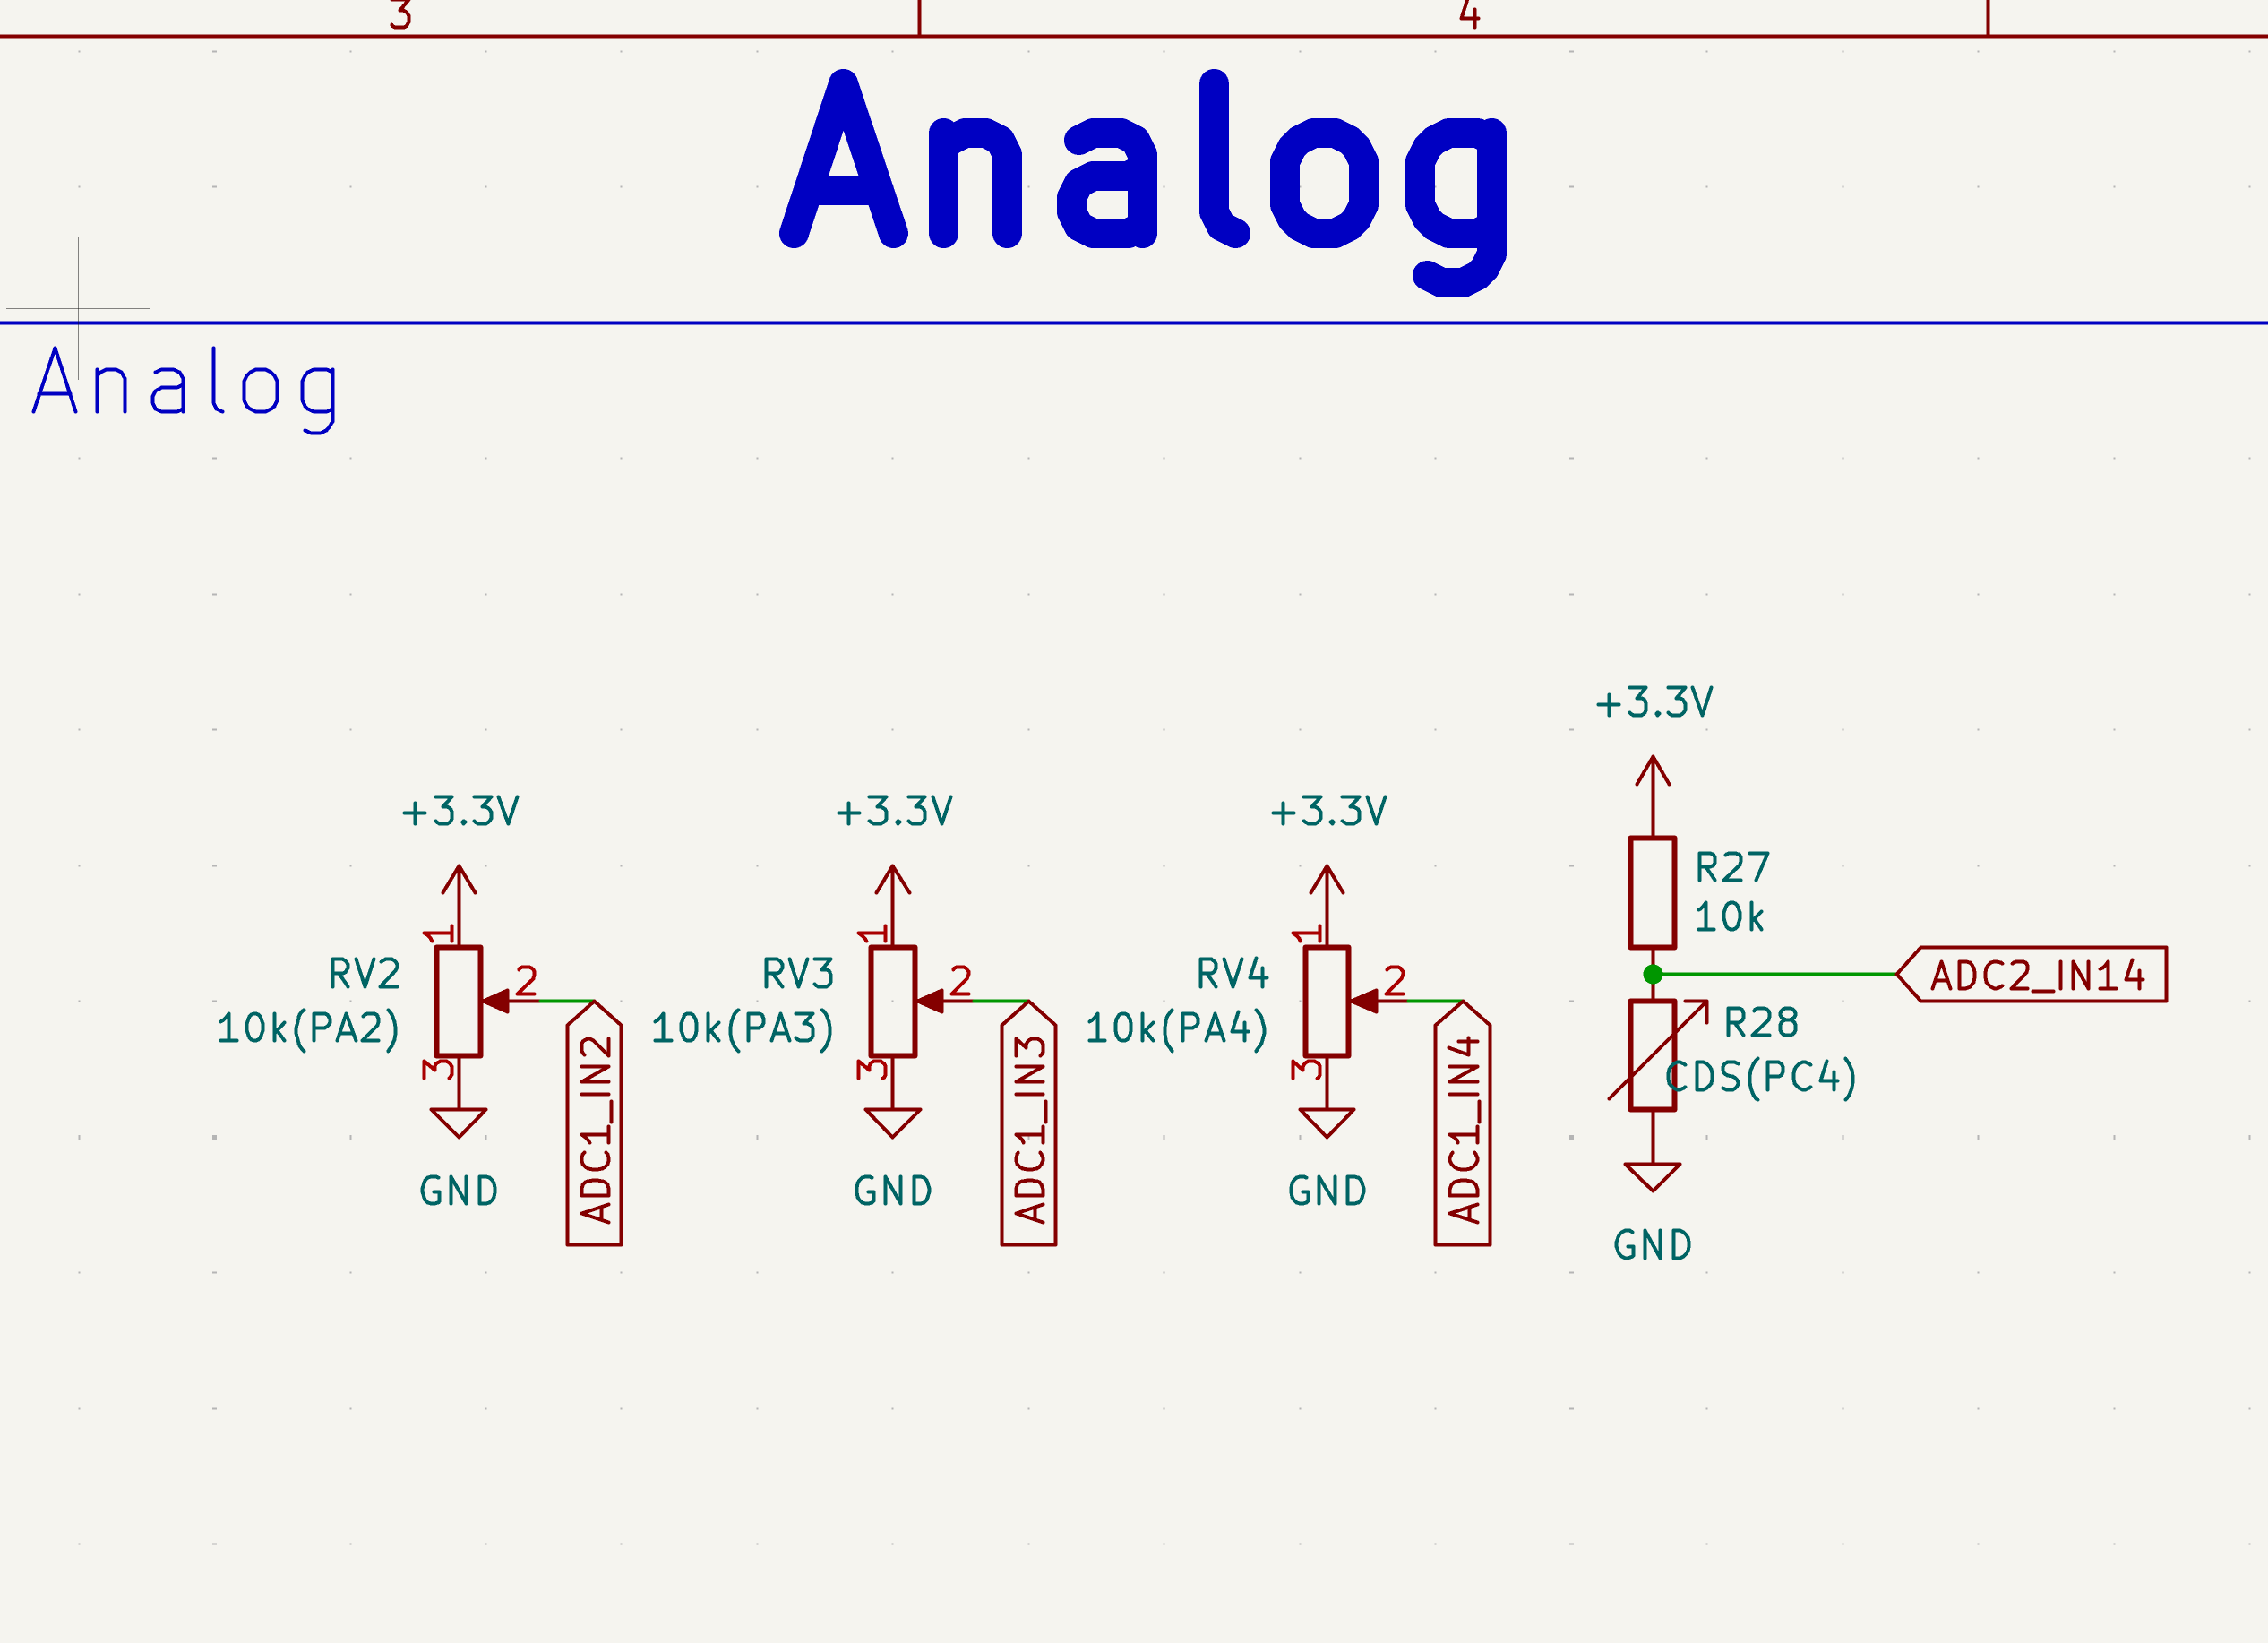 3 4
Analog
Analog
+3.3V
+3.3V +3.3V +3.3V
R27
10k
1 1 1
RV2 2 RV3 2 RV4 2
10k(PA2) 10k(PA3) 10k(PA4)
ADC2_IN14
R28
CDS(PC4)
3 3 3
ADC1_IN2 ADC1_IN3 ADC1_IN4
GND GND GND
GND